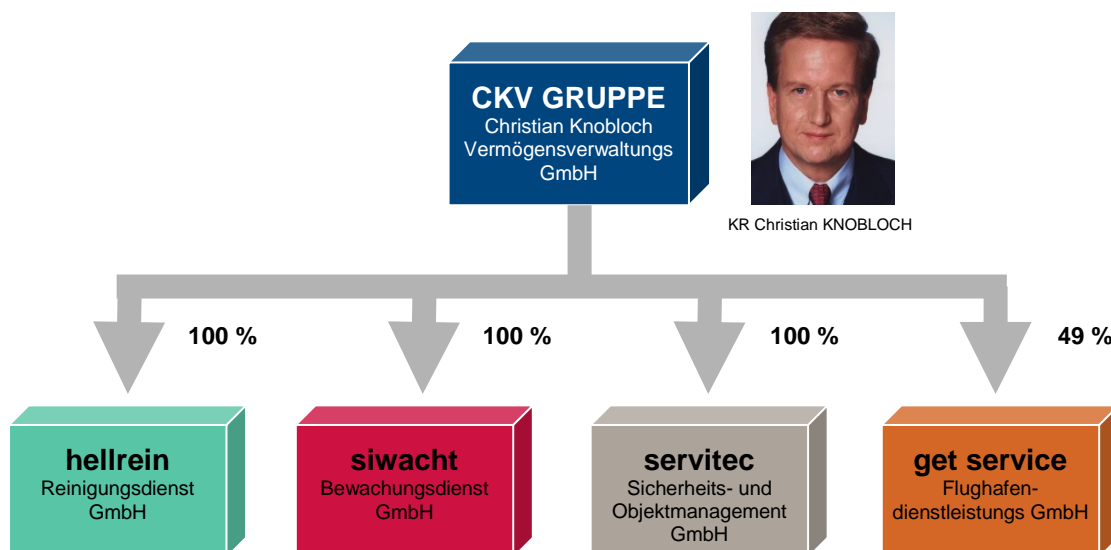 CKV GRUPPE
Christian Knobloch
Vermögensverwaltungs
GmbH
KR Christian KNOBLOCH
100 %
100 %
100 %
49 %
hellrein
Reinigungsdienst
GmbH
siwacht
Bewachungsdienst
GmbH
servitec
Sicherheits- und
Objektmanagement
GmbH
get service
Flughafen-
dienstleistungs GmbH